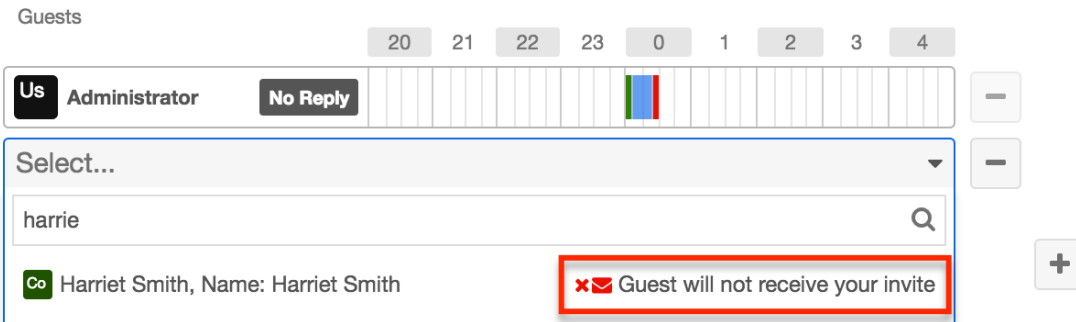 Guests
20 21 22 23 0 1 2 3 4
Us Administrator No Reply
Select...
harrie
Co Harriet Smith, Name: Harriet Smith Guest will not receive your invite